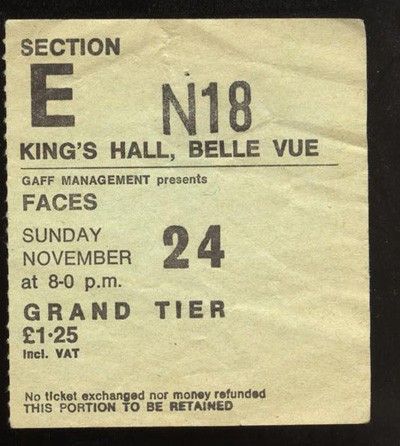 SECTION
E N18
KING'S HALL, BELLE VUE
GAFF MANAGEMENT presents
FACES
SUNDAY
NOVEMBER 24
at 8-0 p.m.
GRAND TIER
£1·25
Incl. VAT
No ticket exchanged nor money refunded
THIS PORTION TO BE RETAINED